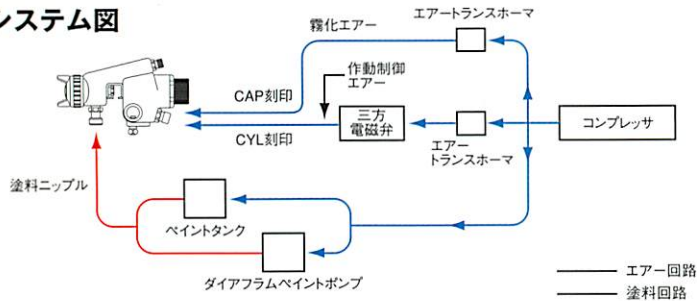 システム図
霧化エアー
エアートランスホーマ
作動制御
エアー
CAP刻印
三方
電磁弁
コンプレッサ
CYL刻印
エアー
トランスホーマ
塗料ニップル
ペイントタンク
ダイアフラムペイントポンプ
エアー回路
塗料回路